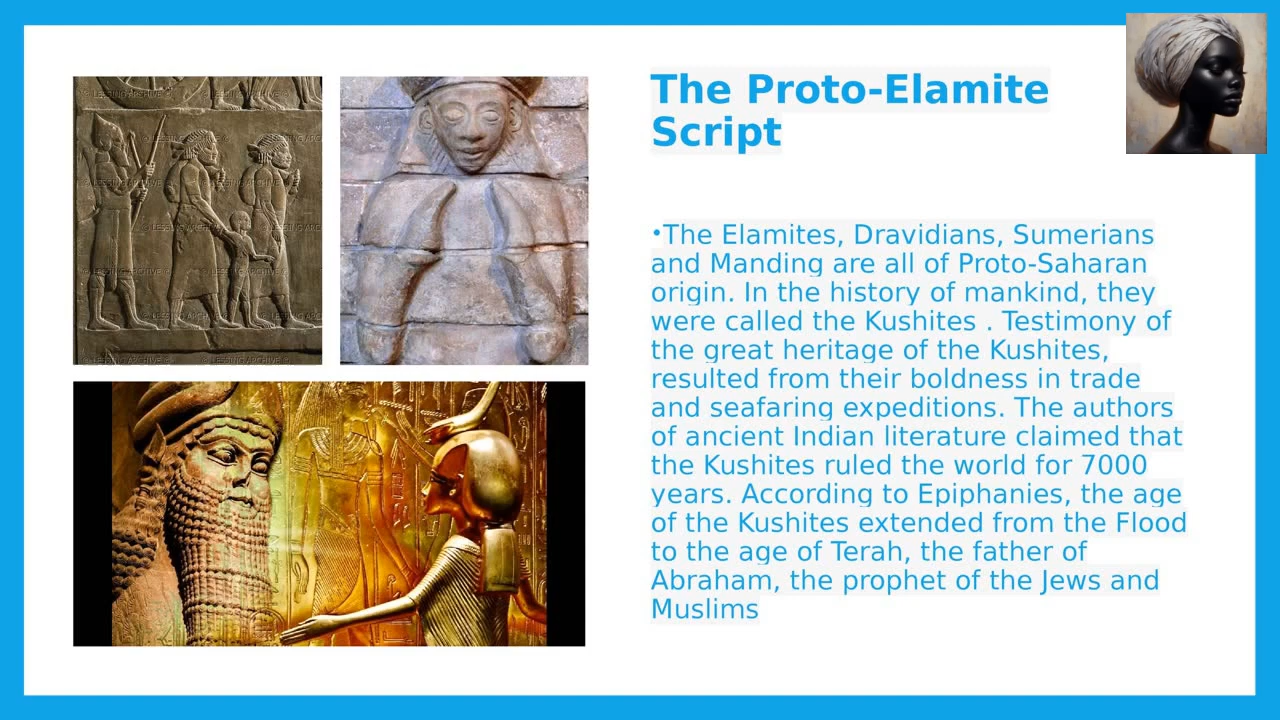 The Proto-Elamite
Script
•The Elamites, Dravidians, Sumerians
and Manding are all of Proto-Saharan
origin. In the history of mankind, they
were called the Kushites . Testimony of
the great heritage of the Kushites,
resulted from their boldness in trade
and seafaring expeditions. The authors
of ancient Indian literature claimed that
the Kushites ruled the world for 7000
years. According to Epiphanies, the age
of the Kushites extended from the Flood
to the age of Terah, the father of
Abraham, the prophet of the Jews and
Muslims